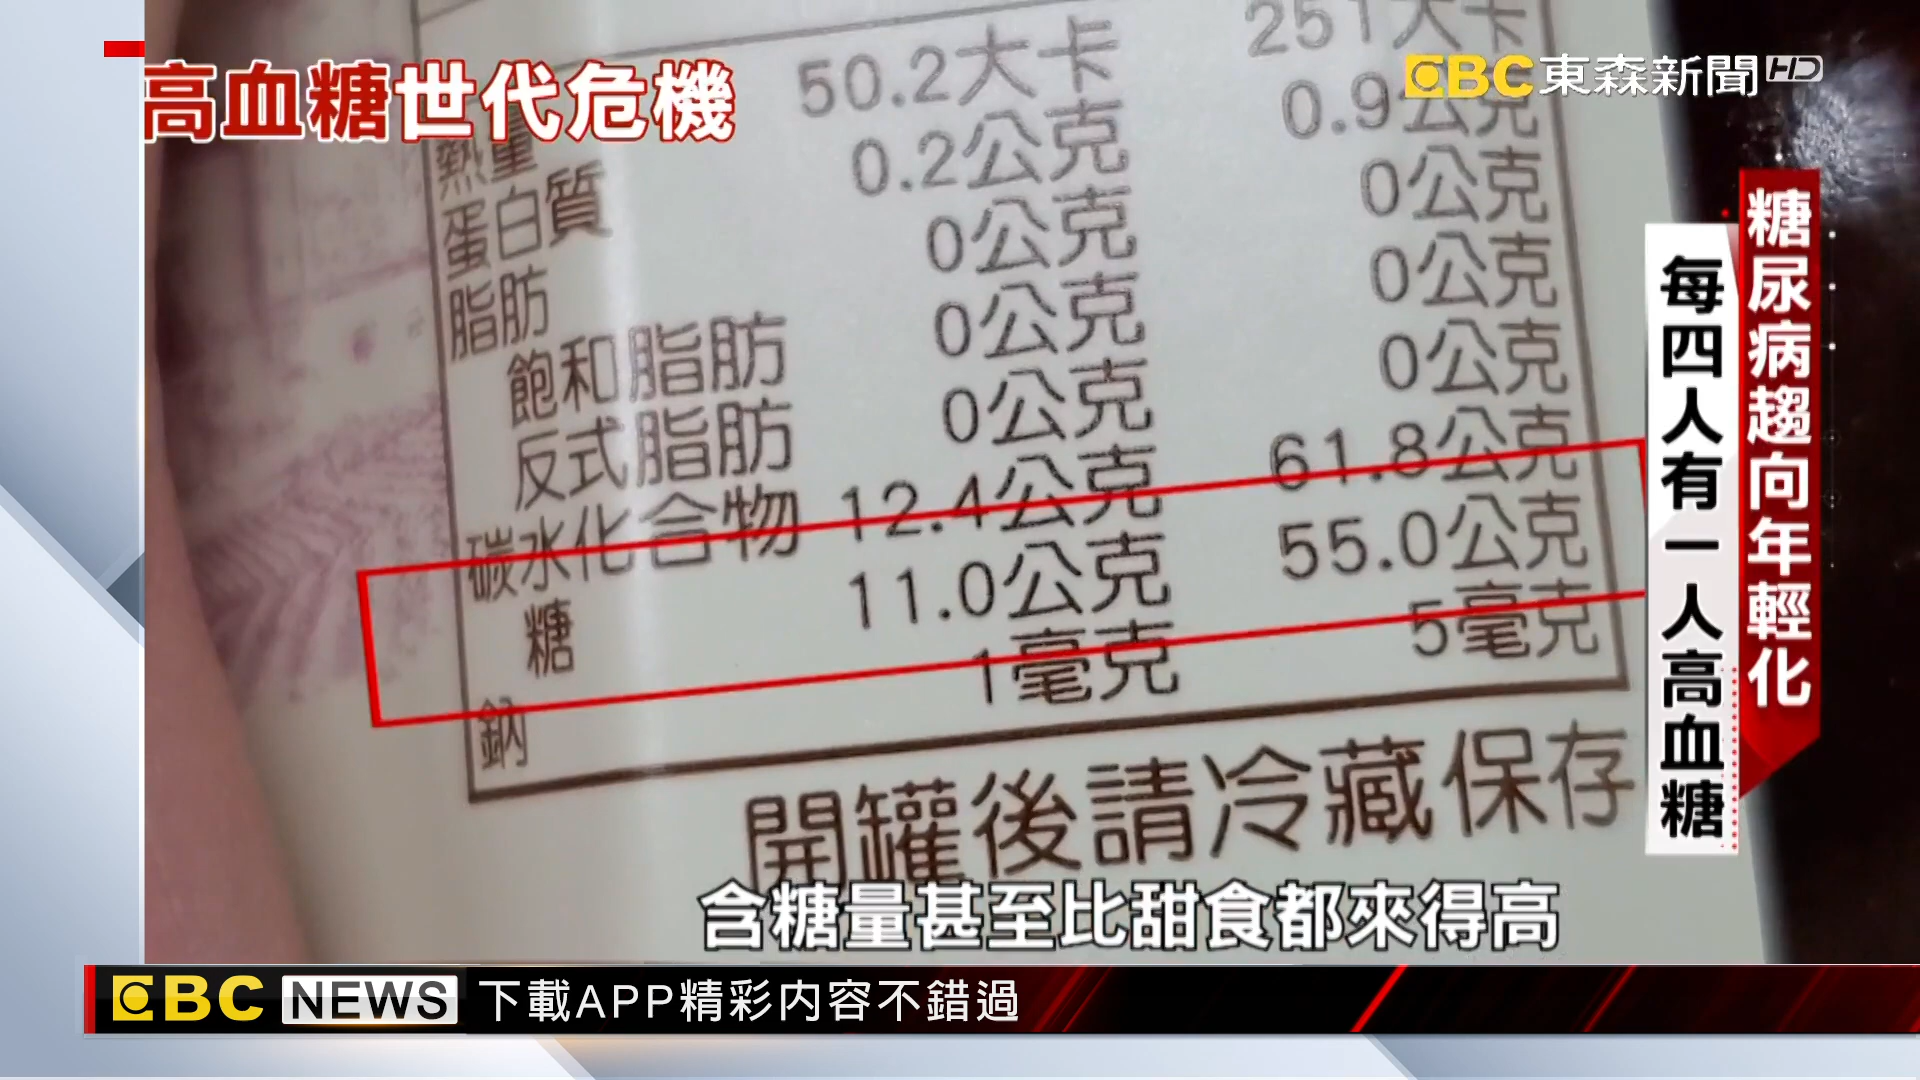 高血糖世代危機
EBC東森新聞HD
糖尿病趨向年輕化
每四人有一人高血糖
熱量 50.2大卡 251大卡
蛋白質 0.2公克 0.9公克
脂肪 0公克 0公克
飽和脂肪 0公克 0公克
反式脂肪 0公克 0公克
碳水化合物 12.4公克 61.8公克
糖 11.0公克 55.0公克
鈉 1毫克 5毫克
開罐後請冷藏保存
含糖量甚至比甜食都來得高
EBC NEWS 下載APP精彩內容不錯過